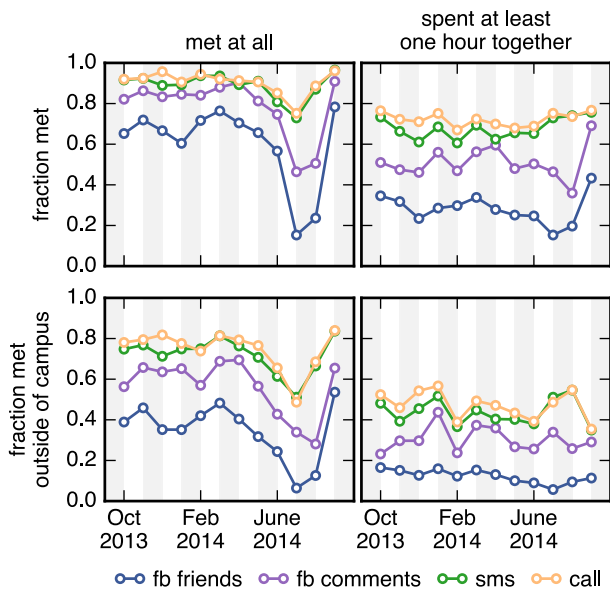 met at all
spent at least
one hour together
fraction met
1.0
0.8
0.6
0.4
0.2
0.0
fraction met
outside of campus
1.0
0.8
0.6
0.4
0.2
0.0
Oct
2013
Feb
2014
June
2014
Oct
2013
Feb
2014
June
2014
fb friends
fb comments
sms
call